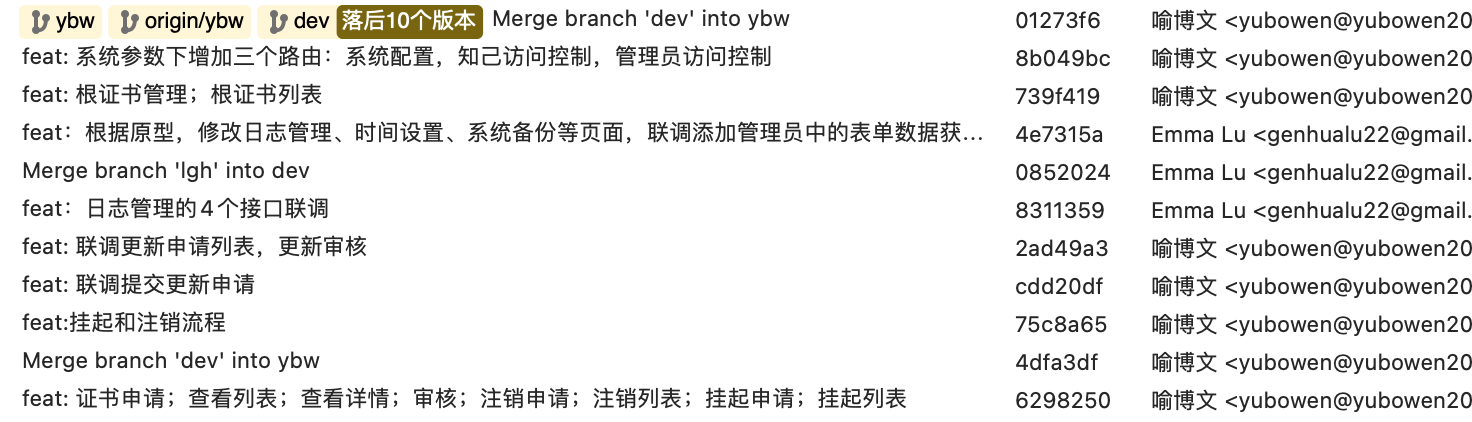 ybw origin/ybw dev 落后10个版本 Merge branch 'dev' into ybw 01273f6 喻博文 <yubowen@yubowen20
feat: 系统参数下增加三个路由：系统配置，知己访问控制，管理员访问控制 8b049bc 喻博文 <yubowen@yubowen20
feat: 根证书管理；根证书列表 739f419 喻博文 <yubowen@yubowen20
feat：根据原型，修改日志管理、时间设置、系统备份等页面，联调添加管理员中的表单数据获… 4e7315a Emma Lu <genhualu22@gmail.
Merge branch 'lgh' into dev 0852024 Emma Lu <genhualu22@gmail.
feat：日志管理的4个接口联调 8311359 Emma Lu <genhualu22@gmail.
feat: 联调更新申请列表，更新审核 2ad49a3 喻博文 <yubowen@yubowen20
feat: 联调提交更新申请 cdd20df 喻博文 <yubowen@yubowen20
feat:挂起和注销流程 75c8a65 喻博文 <yubowen@yubowen20
Merge branch 'dev' into ybw 4dfa3df 喻博文 <yubowen@yubowen20
feat: 证书申请；查看列表；查看详情；审核；注销申请；注销列表；挂起申请；挂起列表 6298250 喻博文 <yubowen@yubowen20